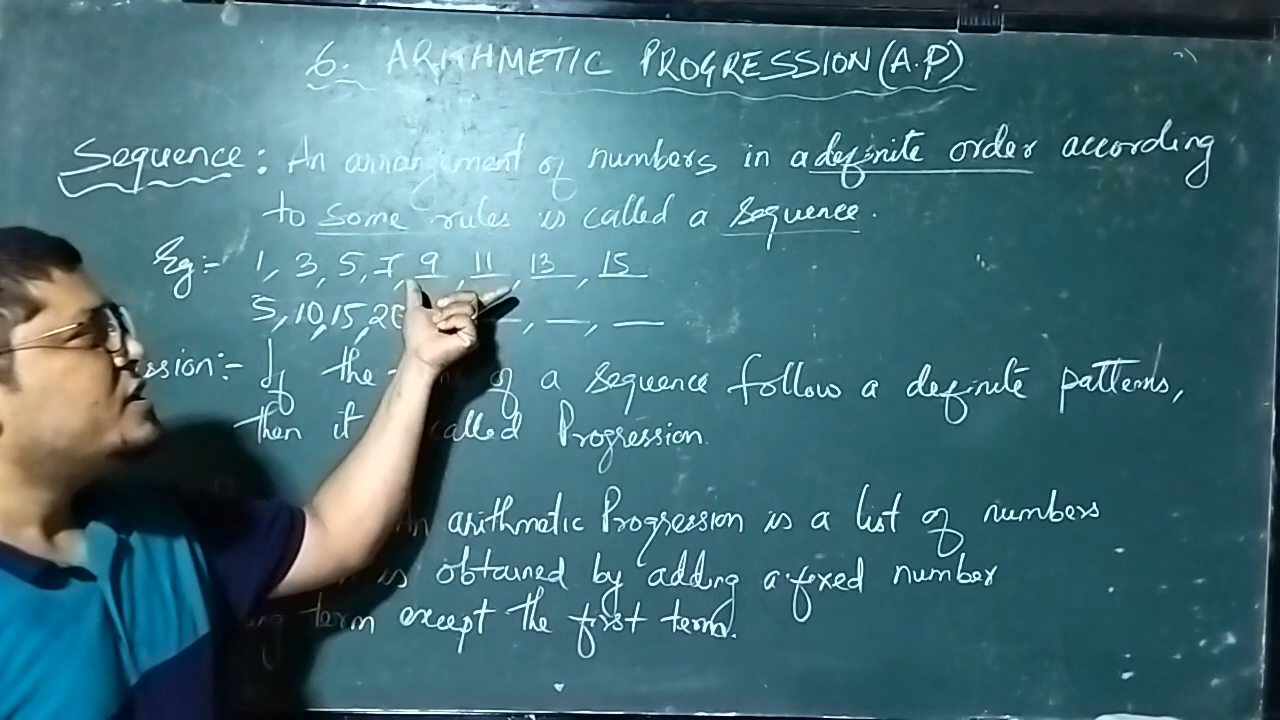 6. ARITHMETIC PROGRESSION (A.P)
Sequence : An arrangement of numbers in a definite order according
to some rules is called a sequence.
Eg:- 1, 3, 5, 7, 9, 11, 13, 15
5, 10, 15, 20
ssion:- If the of a sequence follow a definite patterns,
then it called Progression.
arithmetic Progression is a list of numbers
is obtained by adding a fixed number
term except the first term.